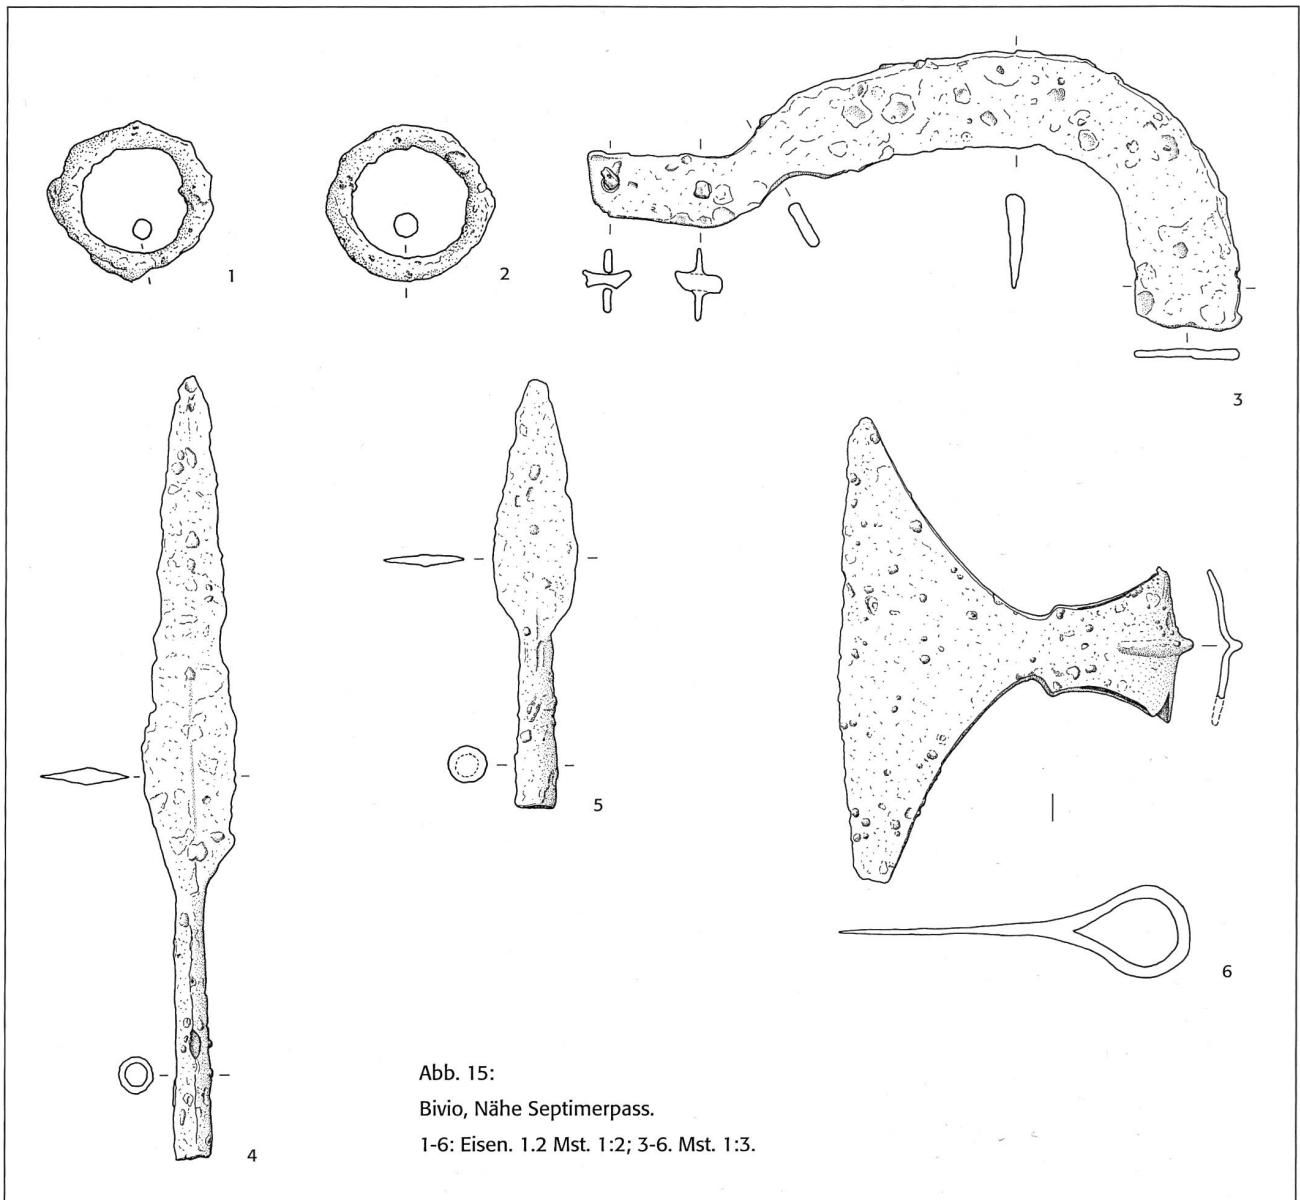 1
2
3
4
5
6
Abb. 15:
Bivio, Nähe Septimerpass.
1-6: Eisen. 1.2 Mst. 1:2; 3-6. Mst. 1:3.